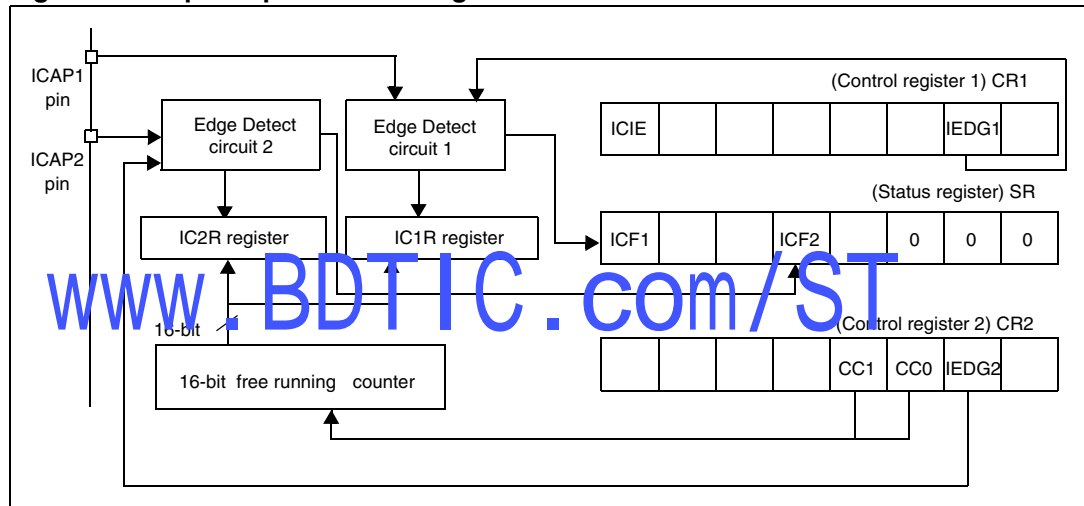 ICAP1
pin
ICAP2
pin
Edge Detect
circuit 2
Edge Detect
circuit 1
(Control register 1) CR1
ICIE
IEDG1
(Status register) SR
IC2R register
IC1R register
ICF1
ICF2
0
0
0
www.BDTIC.com/ST
16-bit
(Control register 2) CR2
16-bit free running counter
CC1
CC0
IEDG2